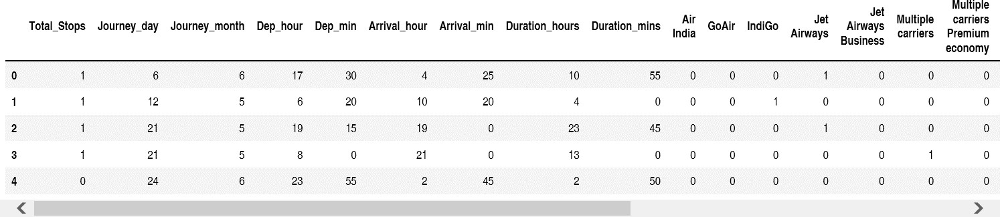 Total_Stops Journey_day Journey_month Dep_hour Dep_min Arrival_hour Arrival_min Duration_hours Duration_mins Air India GoAir IndiGo Jet Airways Jet Airways Business Multiple carriers Multiple carriers Premium economy
0 1 6 6 17 30 4 25 10 55 0 0 0 1 0 0 0
1 1 12 5 6 20 10 20 4 0 0 0 1 0 0 0 0
2 1 21 5 19 15 19 0 23 45 0 0 0 1 0 0 0
3 1 21 5 8 0 21 0 13 0 0 0 0 0 0 1 0
4 0 24 6 23 55 2 45 2 50 0 0 0 0 0 0 0